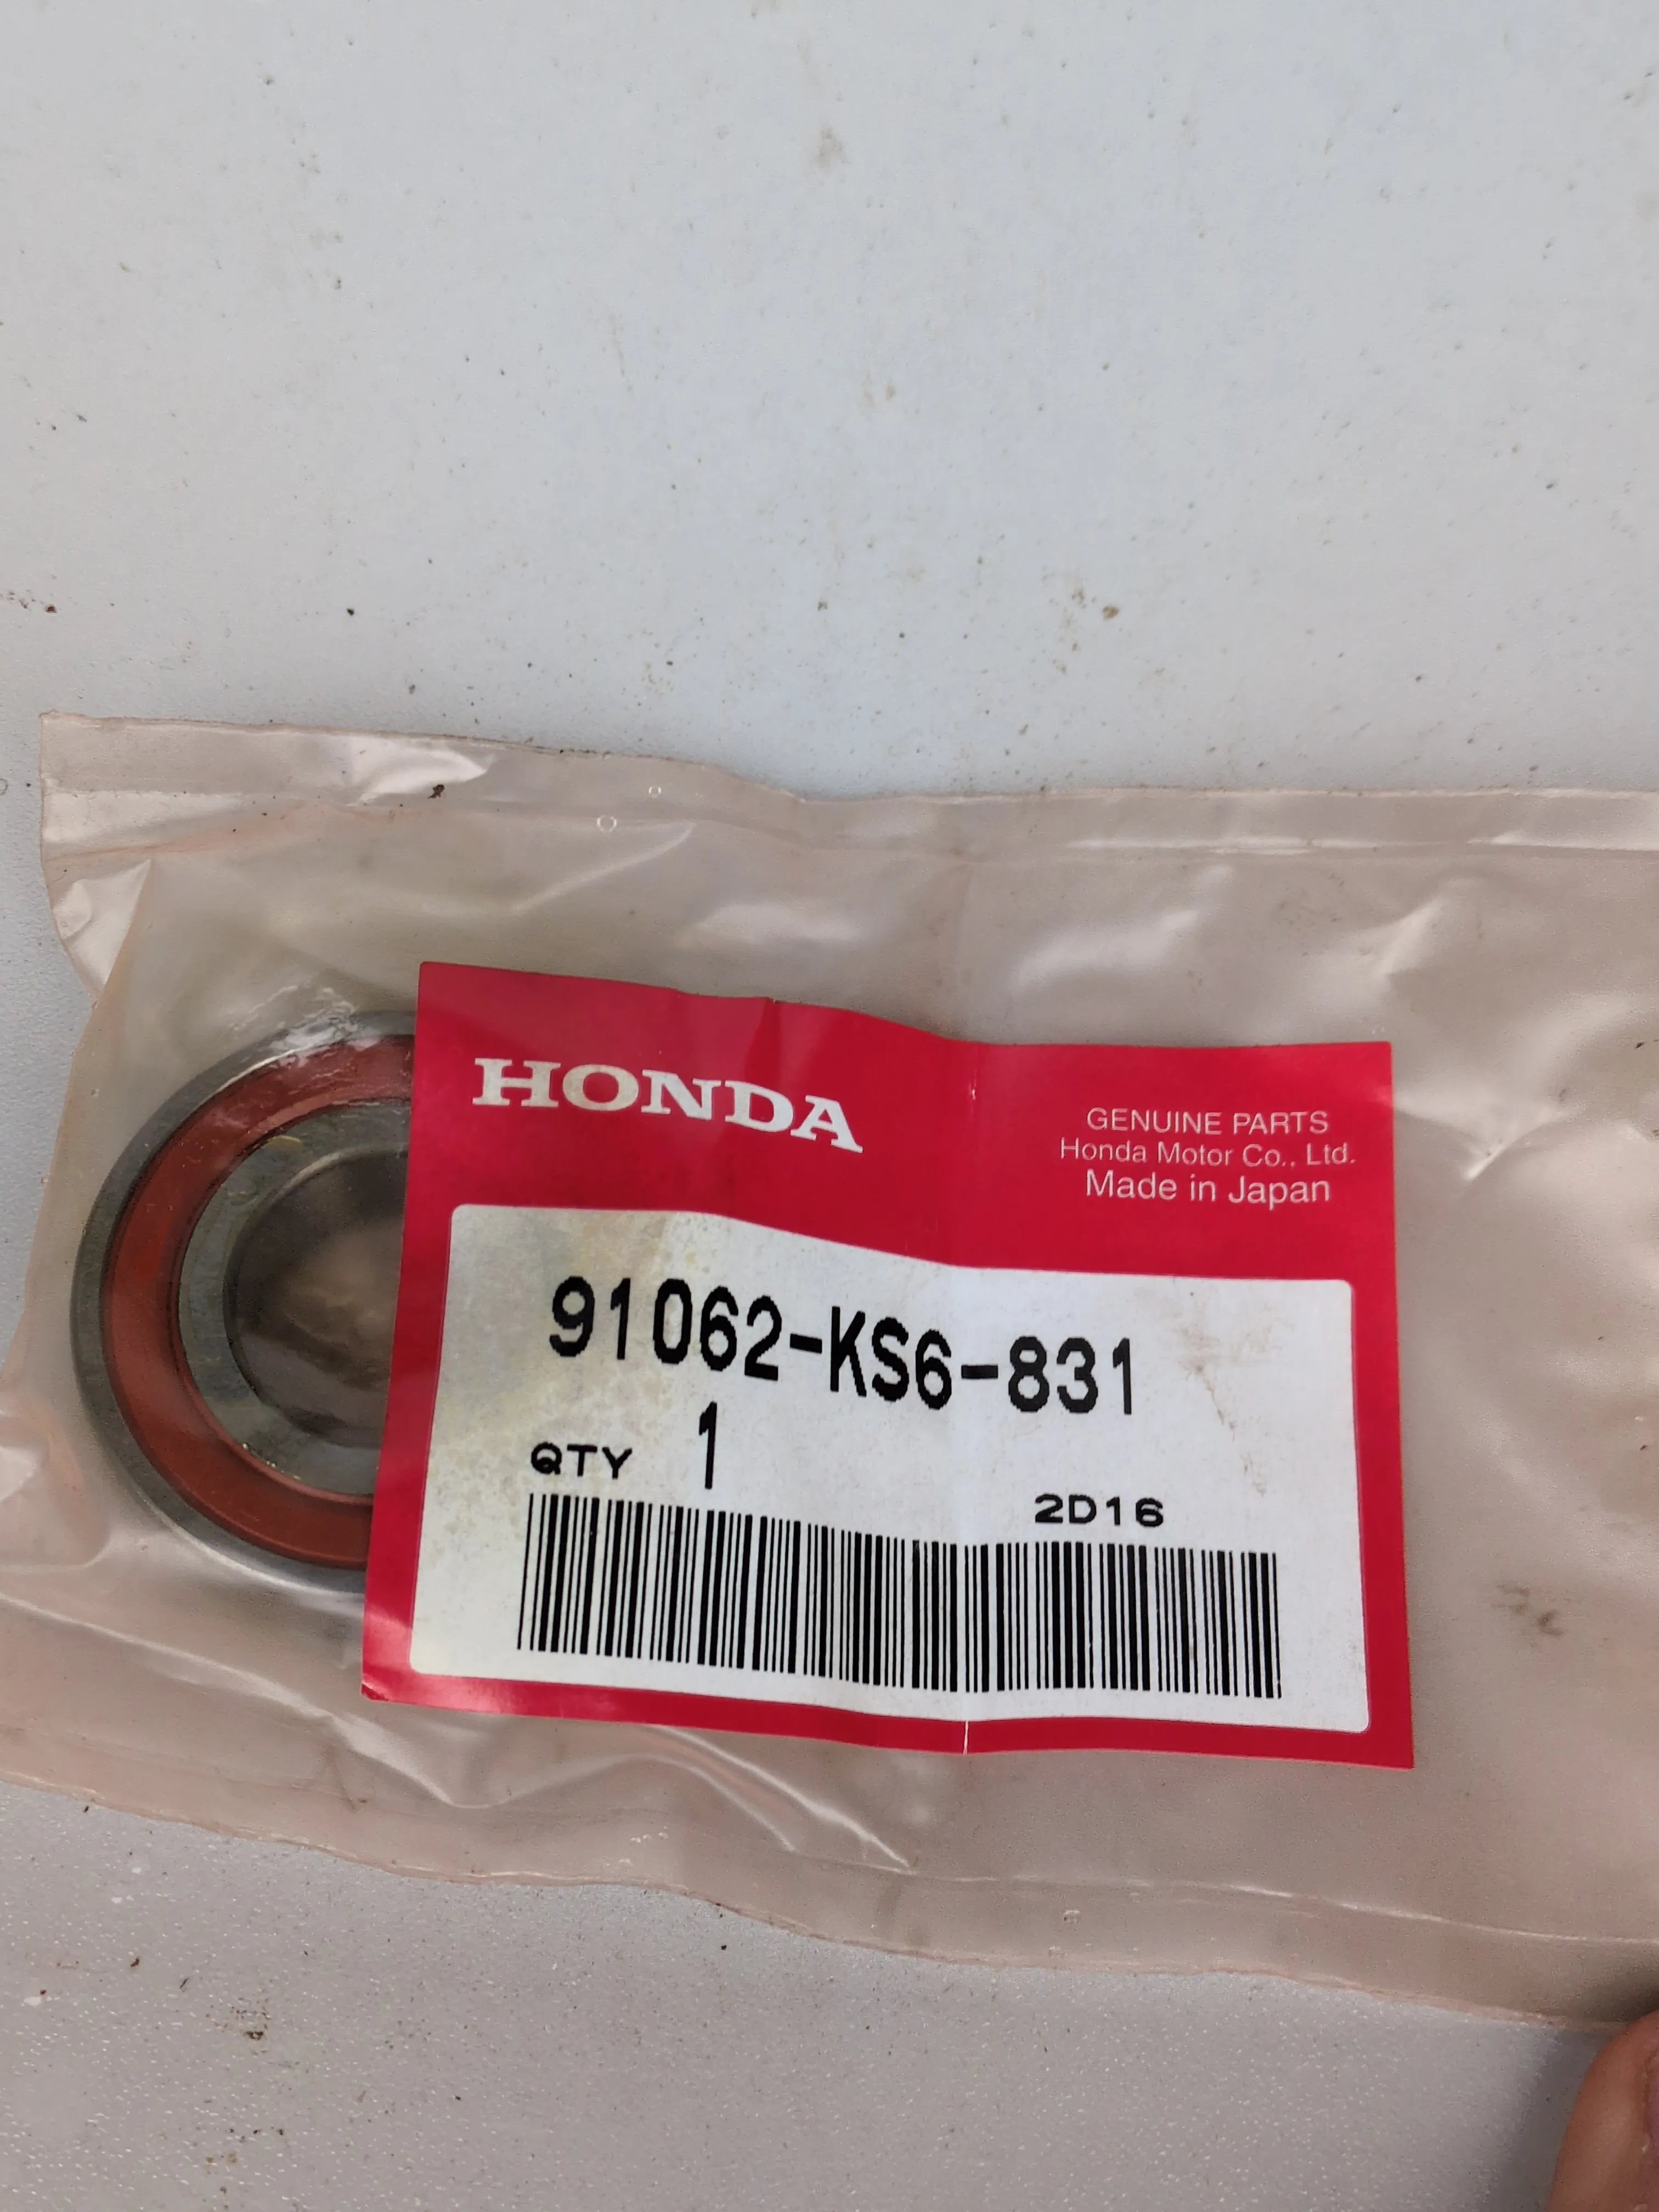 HONDA
GENUINE PARTS
Honda Motor Co., Ltd.
Made in Japan
91062-KS6-831
QTY 1
2D16